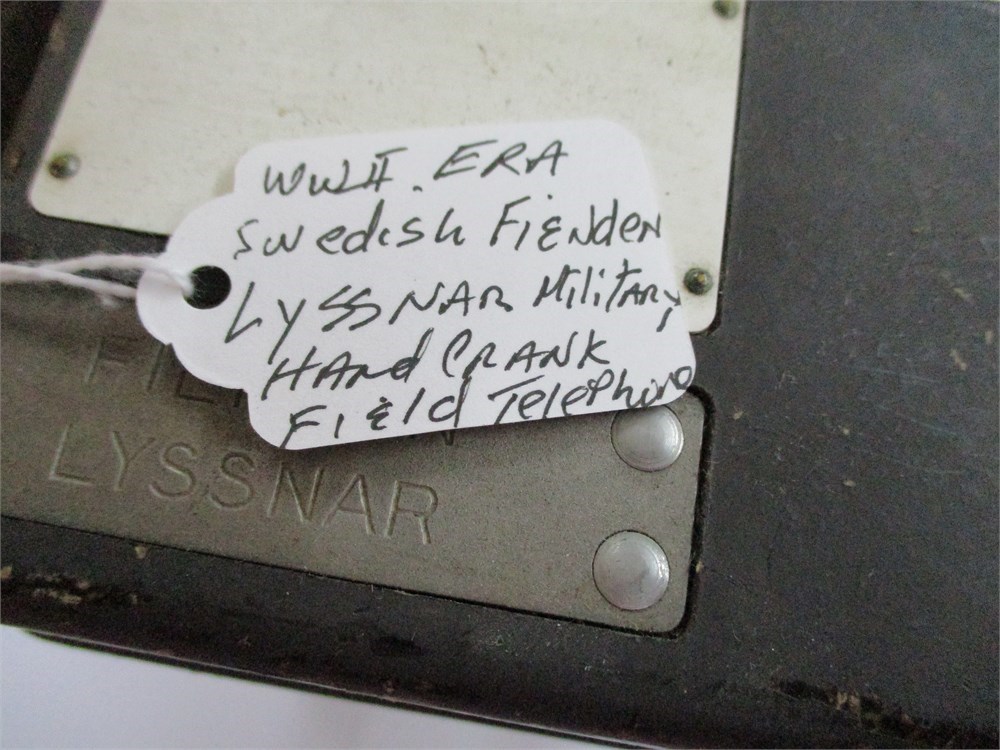 WWII. ERA
Swedish FiENden
LYSSNAR Military
HANd CRANK
FiEld TelePhone
LYSSNAR